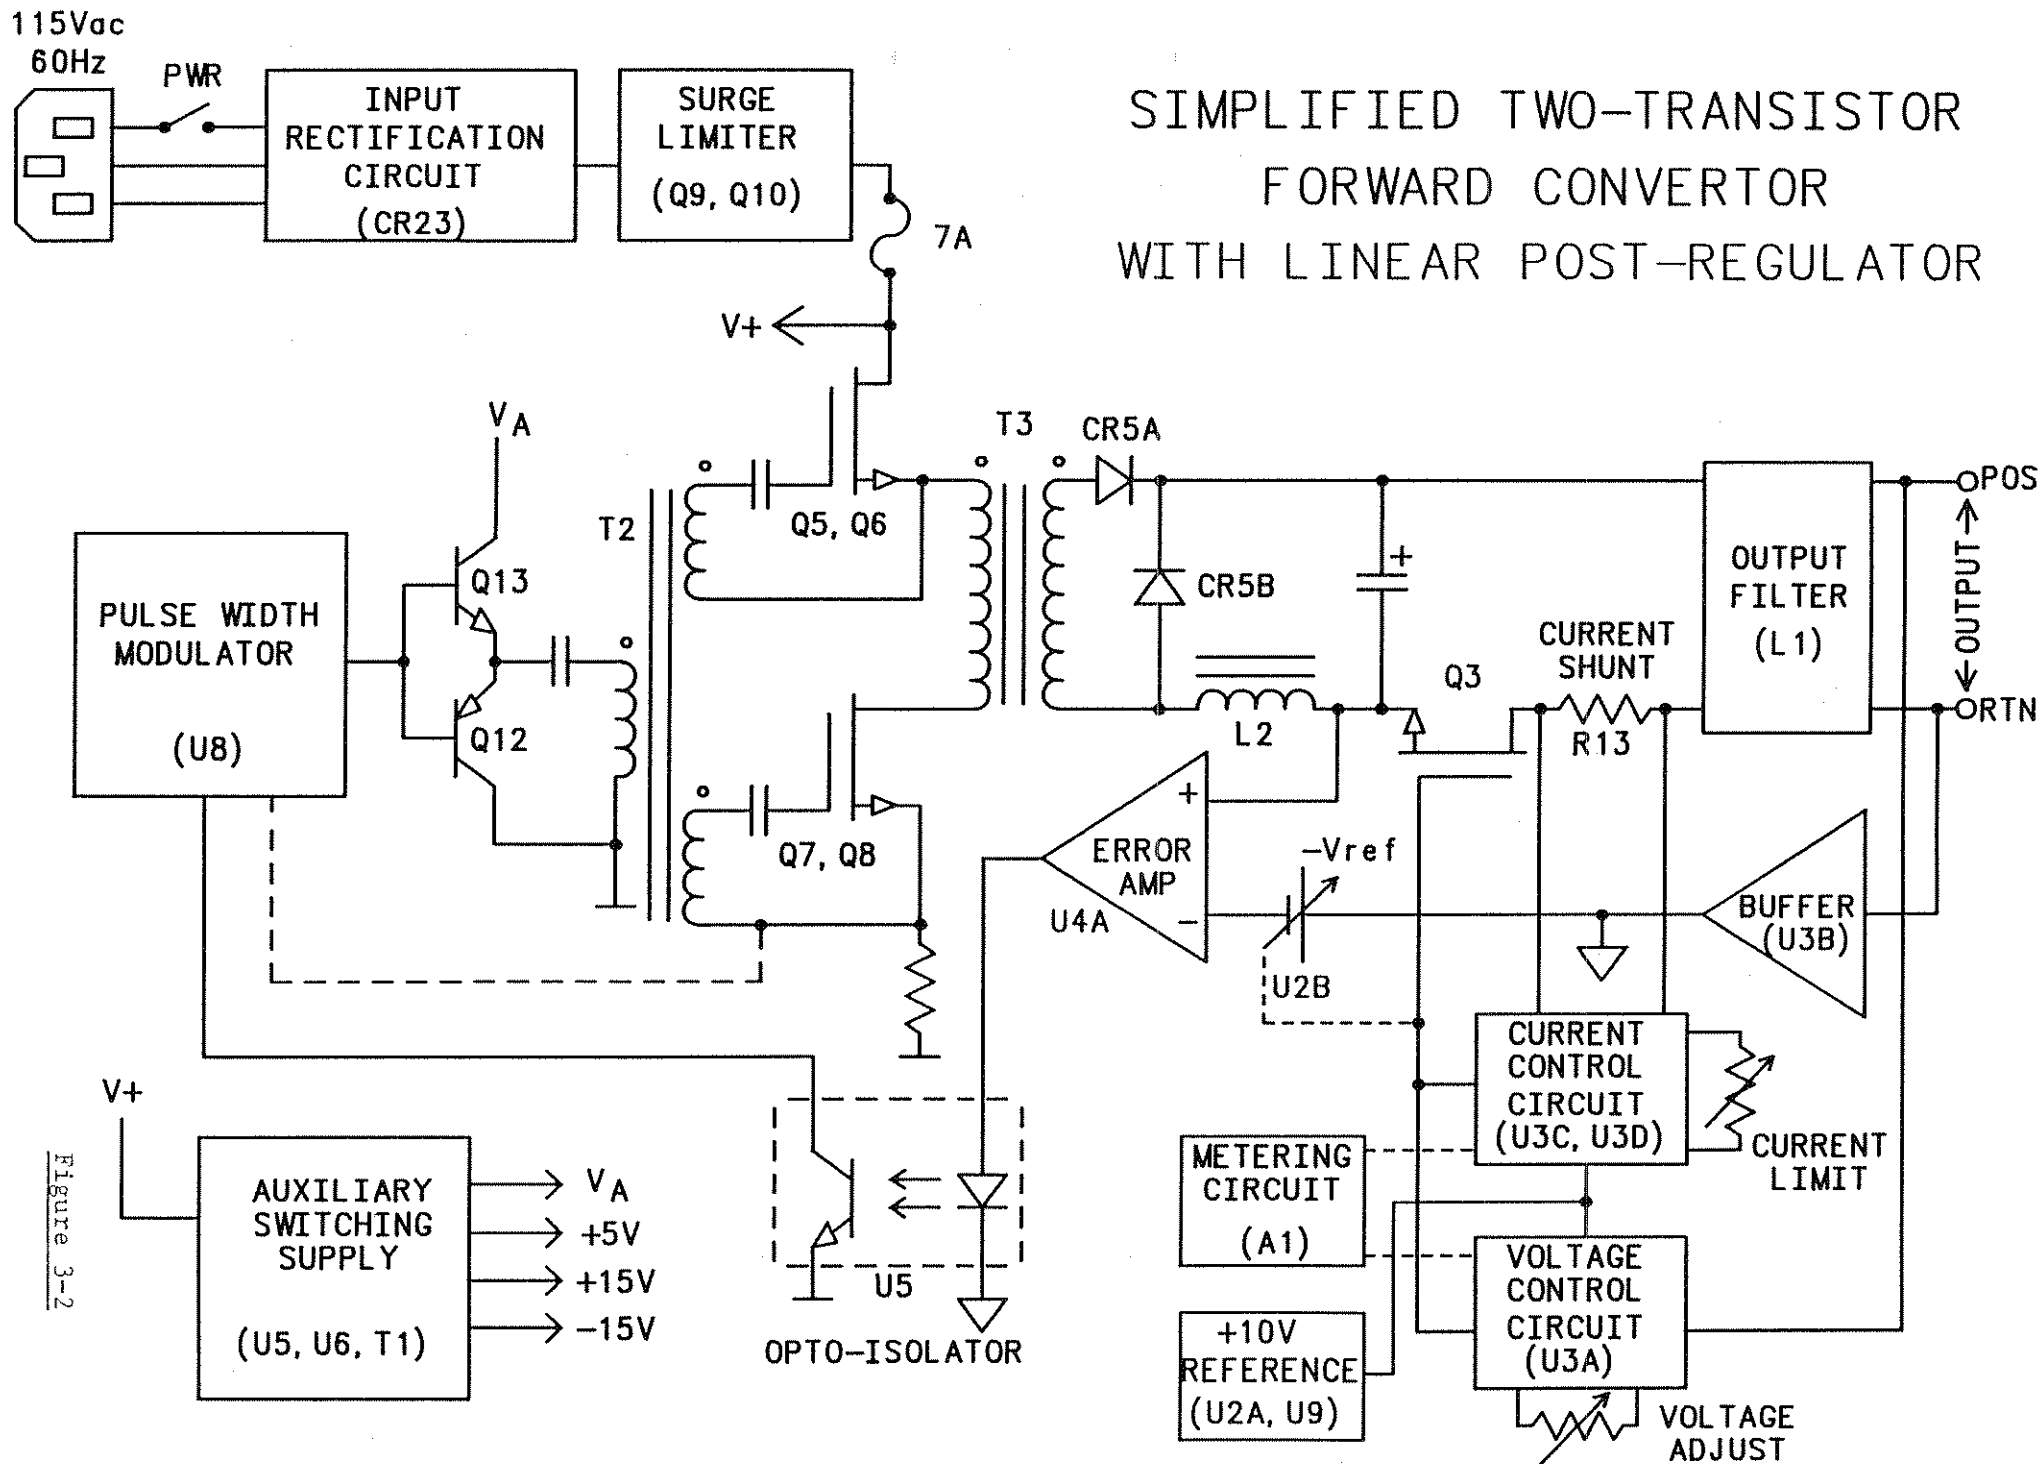 115Vac
60Hz
PWR
INPUT
RECTIFICATION
CIRCUIT
(CR23)
SURGE
LIMITER
(Q9, Q10)
7A
V+
SIMPLIFIED TWO-TRANSISTOR
FORWARD CONVERTOR
WITH LINEAR POST-REGULATOR
VA
T2
Q13
Q12
PULSE WIDTH
MODULATOR
(U8)
Q5, Q6
Q7, Q8
T3
CR5A
CR5B
+
L2
Q3
CURRENT
SHUNT
R13
OUTPUT
FILTER
(L1)
POS
OUTPUT
RTN
+
ERROR
AMP
-
U4A
-Vref
U2B
BUFFER
(U3B)
CURRENT
CONTROL
CIRCUIT
(U3C, U3D)
CURRENT
LIMIT
METERING
CIRCUIT
(A1)
VOLTAGE
CONTROL
CIRCUIT
(U3A)
VOLTAGE
ADJUST
+10V
REFERENCE
(U2A, U9)
U5
OPTO-ISOLATOR
V+
AUXILIARY
SWITCHING
SUPPLY
(U5, U6, T1)
VA
+5V
+15V
-15V
Figure 3-2